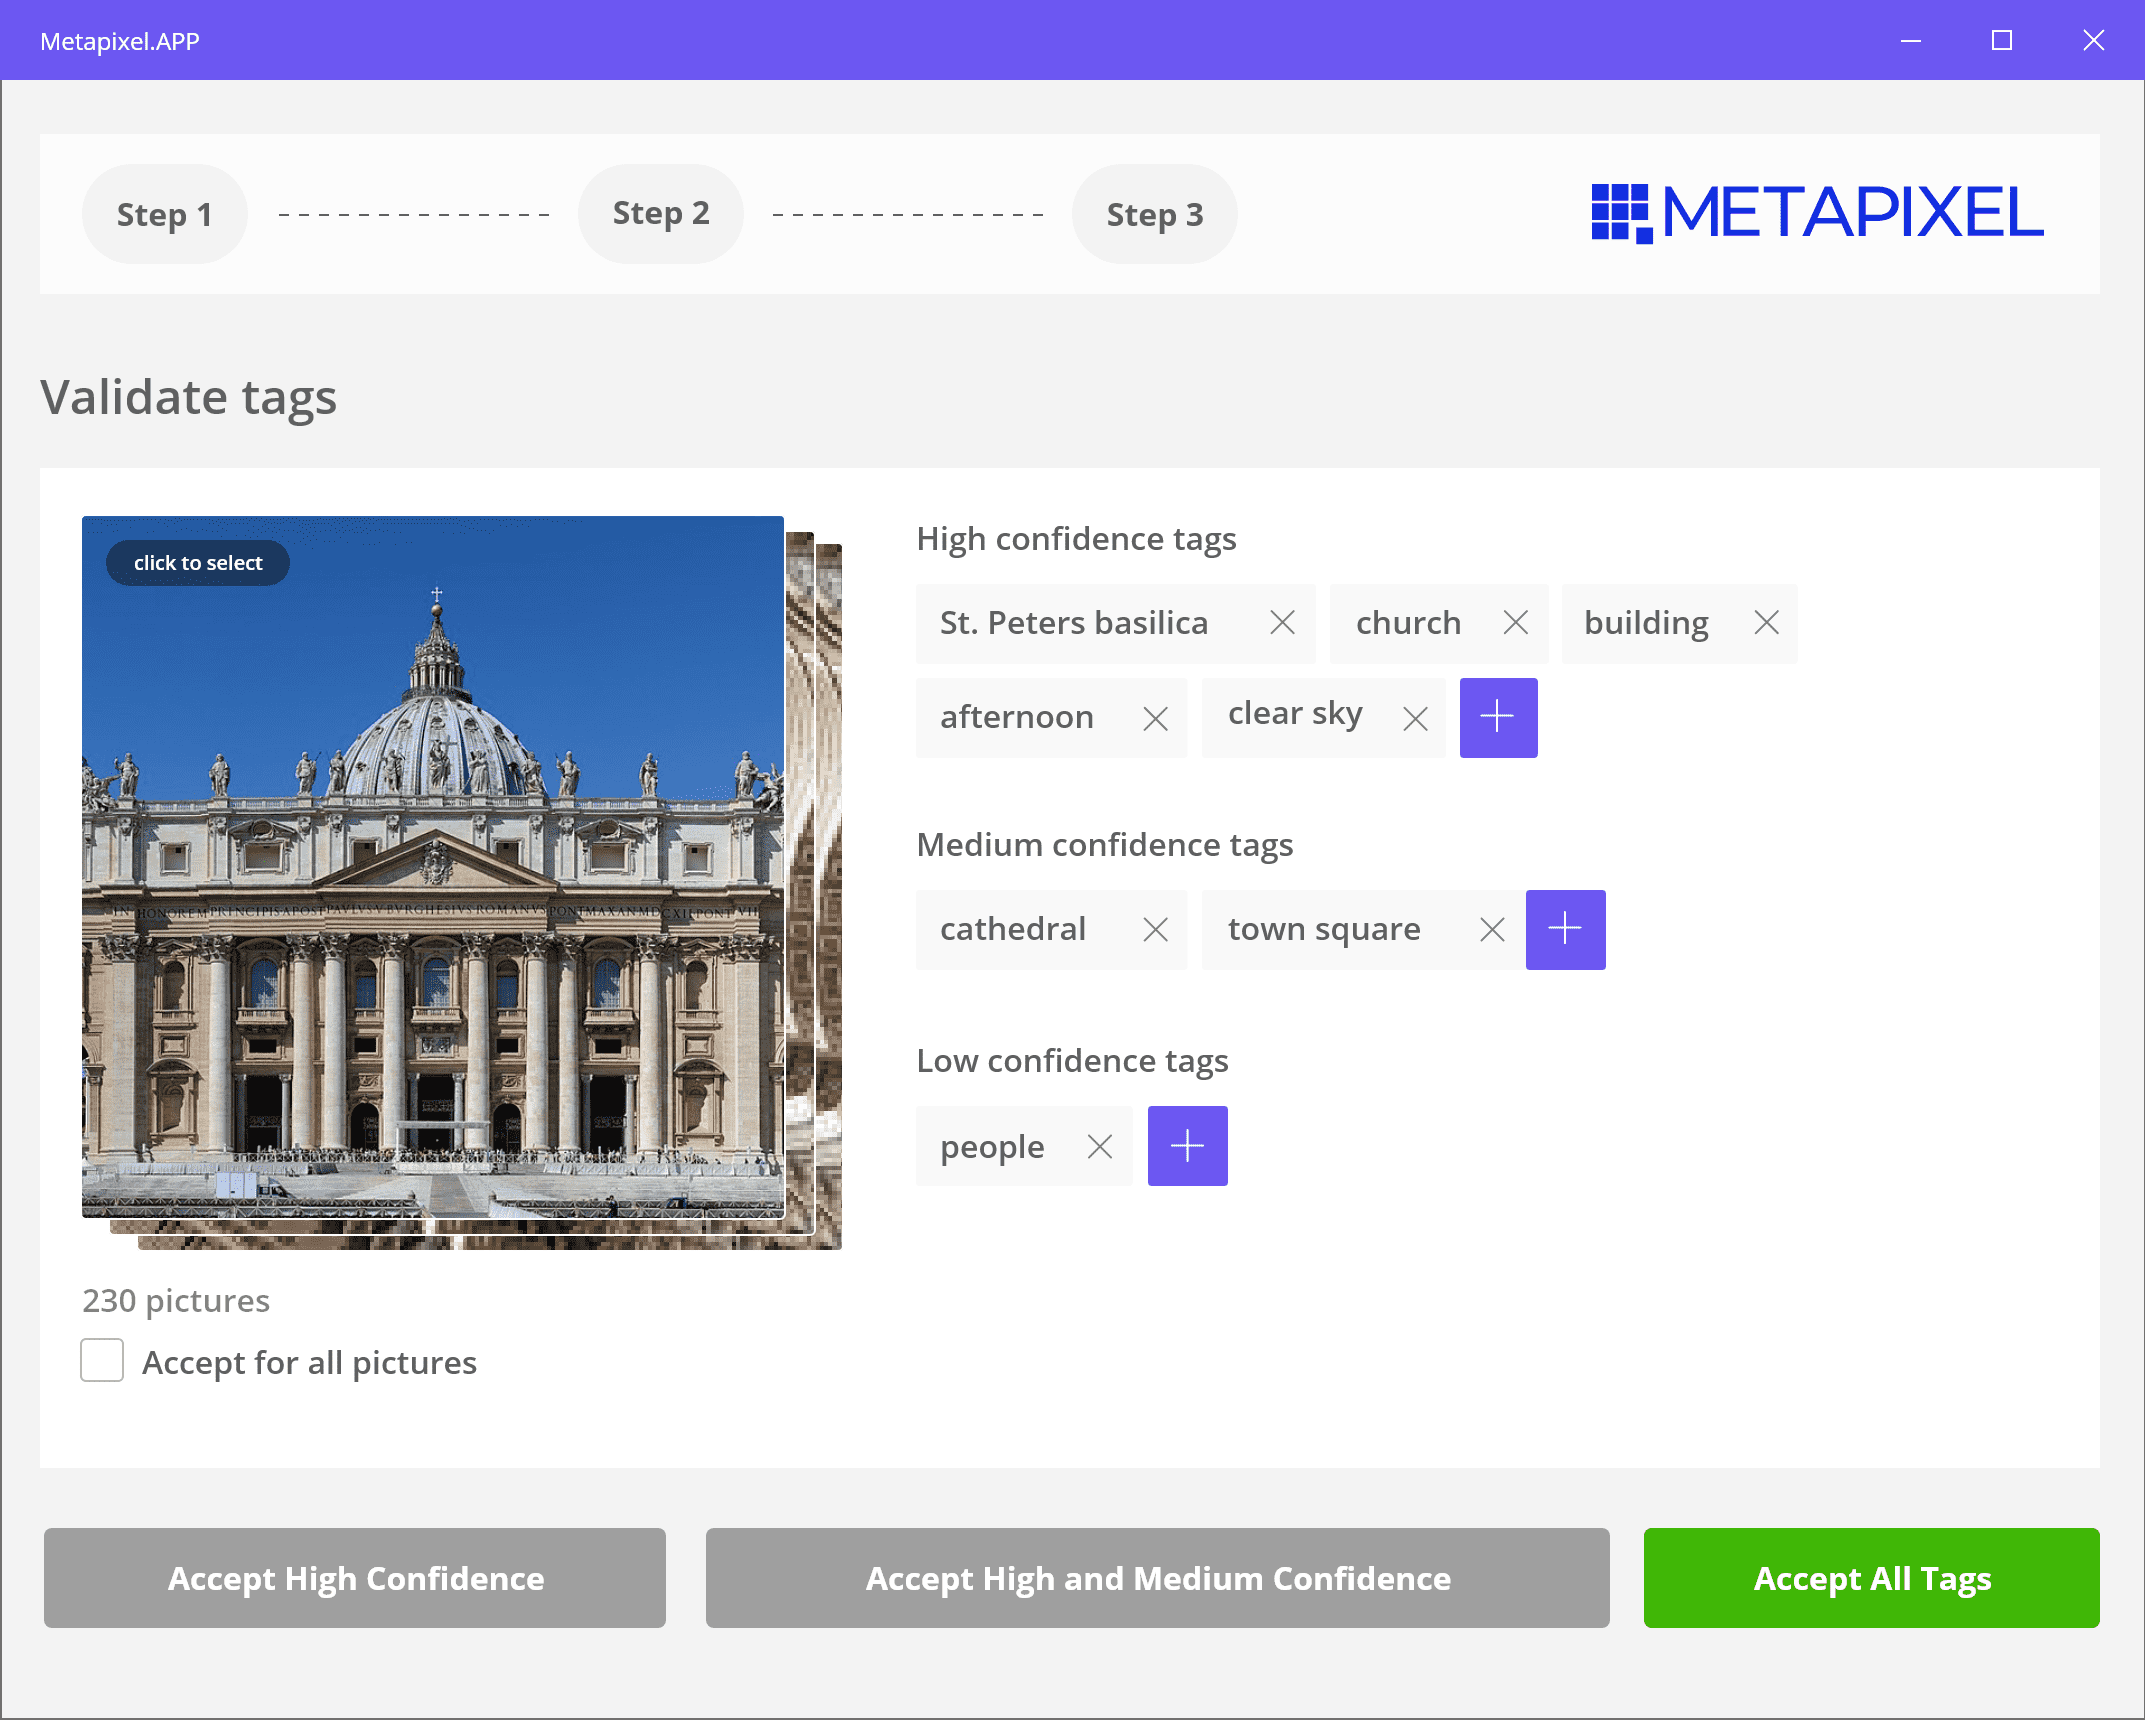 Metapixel.APP
Step 1
Step 2
Step 3
METAPIXEL
Validate tags
click to select
IN HONOREM PRINCIPIS APOST PAVLVS V BVRGHESIVS ROMANVS PONT MAX AN MDCXII PONT VII
230 pictures
Accept for all pictures
High confidence tags
St. Peters basilica
church
building
afternoon
clear sky
Medium confidence tags
cathedral
town square
Low confidence tags
people
Accept High Confidence
Accept High and Medium Confidence
Accept All Tags